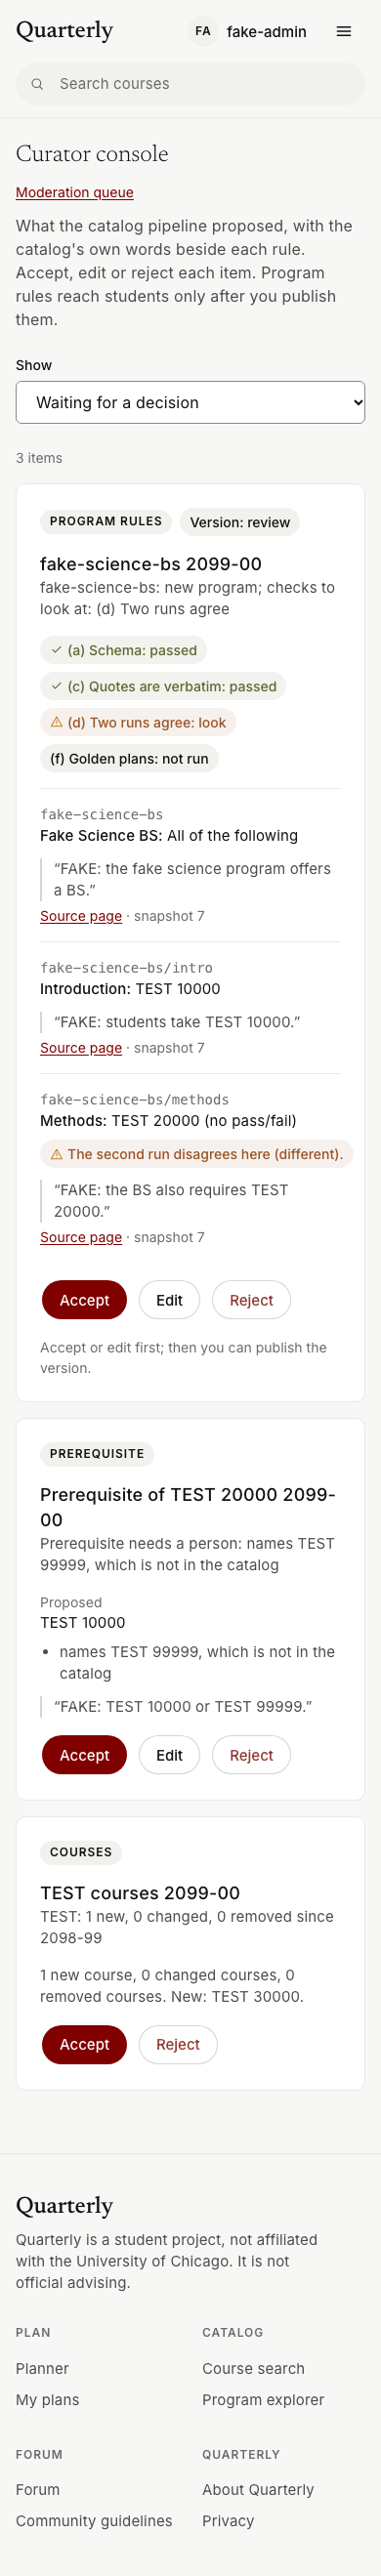 Quarterly
FA fake-admin
Search courses
Curator console
Moderation queue
What the catalog pipeline proposed, with the
catalog's own words beside each rule.
Accept, edit or reject each item. Program
rules reach students only after you publish
them.
Show
Waiting for a decision
3 items
PROGRAM RULES Version: review
fake-science-bs 2099-00
fake-science-bs: new program; checks to
look at: (d) Two runs agree
(a) Schema: passed
(c) Quotes are verbatim: passed
(d) Two runs agree: look
(f) Golden plans: not run
fake-science-bs
Fake Science BS: All of the following
“FAKE: the fake science program offers
a BS.”
Source page · snapshot 7
fake-science-bs/intro
Introduction: TEST 10000
“FAKE: students take TEST 10000.”
Source page · snapshot 7
fake-science-bs/methods
Methods: TEST 20000 (no pass/fail)
The second run disagrees here (different).
“FAKE: the BS also requires TEST
20000.”
Source page · snapshot 7
Accept Edit Reject
Accept or edit first; then you can publish the
version.
PREREQUISITE
Prerequisite of TEST 20000 2099-
00
Prerequisite needs a person: names TEST
99999, which is not in the catalog
Proposed
TEST 10000
• names TEST 99999, which is not in the
catalog
“FAKE: TEST 10000 or TEST 99999.”
Accept Edit Reject
COURSES
TEST courses 2099-00
TEST: 1 new, 0 changed, 0 removed since
2098-99
1 new course, 0 changed courses, 0
removed courses. New: TEST 30000.
Accept Reject
Quarterly
Quarterly is a student project, not affiliated
with the University of Chicago. It is not
official advising.
PLAN
Planner
My plans
CATALOG
Course search
Program explorer
FORUM
Forum
Community guidelines
QUARTERLY
About Quarterly
Privacy